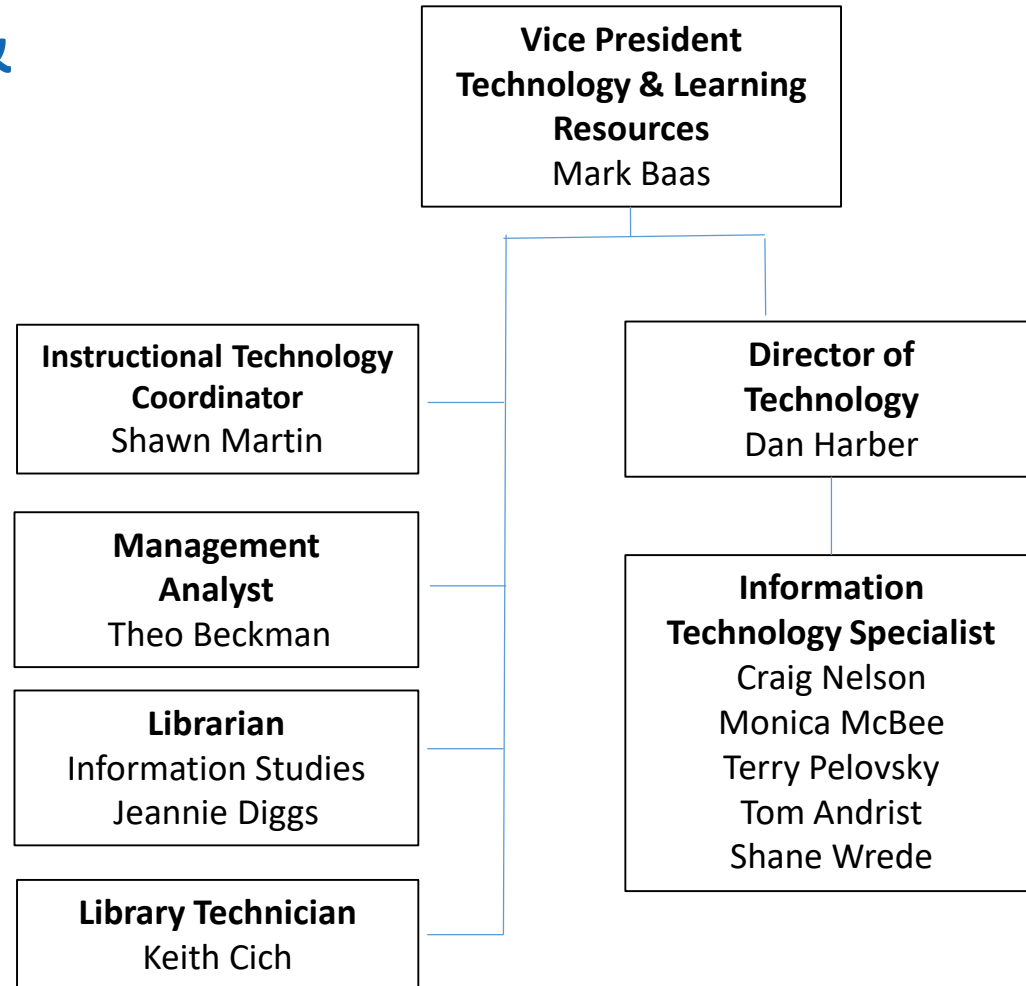 &
Vice President
Technology & Learning
Resources
Mark Baas
Instructional Technology
Coordinator
Shawn Martin
Director of
Technology
Dan Harber
Management
Analyst
Theo Beckman
Information
Technology Specialist
Craig Nelson
Monica McBee
Terry Pelovsky
Tom Andrist
Shane Wrede
Librarian
Information Studies
Jeannie Diggs
Library Technician
Keith Cich